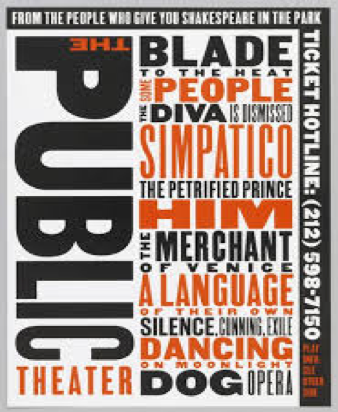 FROM THE PEOPLE WHO GIVE YOU SHAKESPEARE IN THE PARK
THE
PUBLIC
THEATER
BLADE
TO THE HEAT
SOME
PEOPLE
THE DIVA IS DISMISSED
SIMPATICO
THE PETRIFIED PRINCE
HIM
THE
MERCHANT
OF VENICE
A LANGUAGE
OF THEIR OWN
SILENCE, CUNNING, EXILE
DANCING
ON MOONLIGHT
DOG OPERA
TICKET HOTLINE: (212) 598-7150